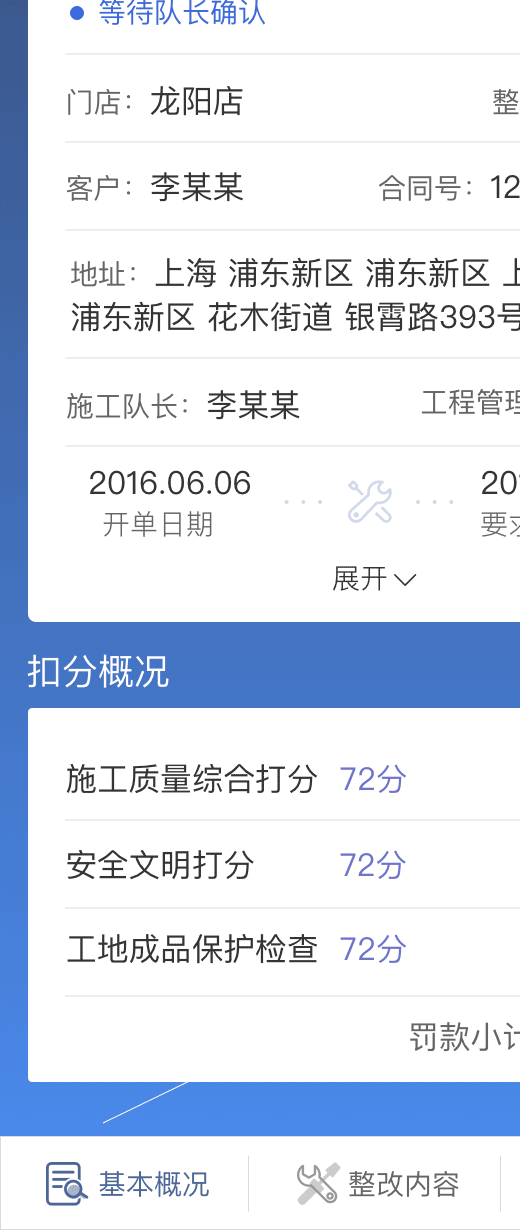 等待队长确认
门店： 龙阳店 整
客户： 李某某 合同号： 12
地址： 上海 浦东新区 浦东新区 上
浦东新区 花木街道 银霄路393号
施工队长： 李某某 工程管理
2016.06.06 20
开单日期 要求
展开
扣分概况
施工质量综合打分 72分
安全文明打分 72分
工地成品保护检查 72分
罚款小计
基本概况 整改内容